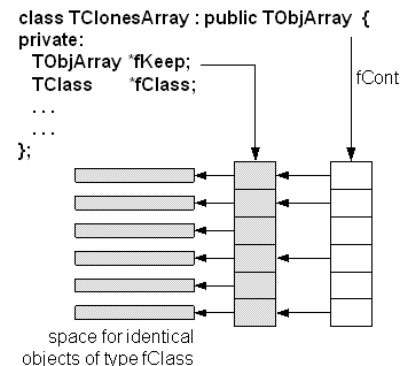 class TClonesArray : public TObjArray {
private:
TObjArray *fKeep;
TClass *fClass;
...
...
};
fCont
space for identical
objects of type fClass